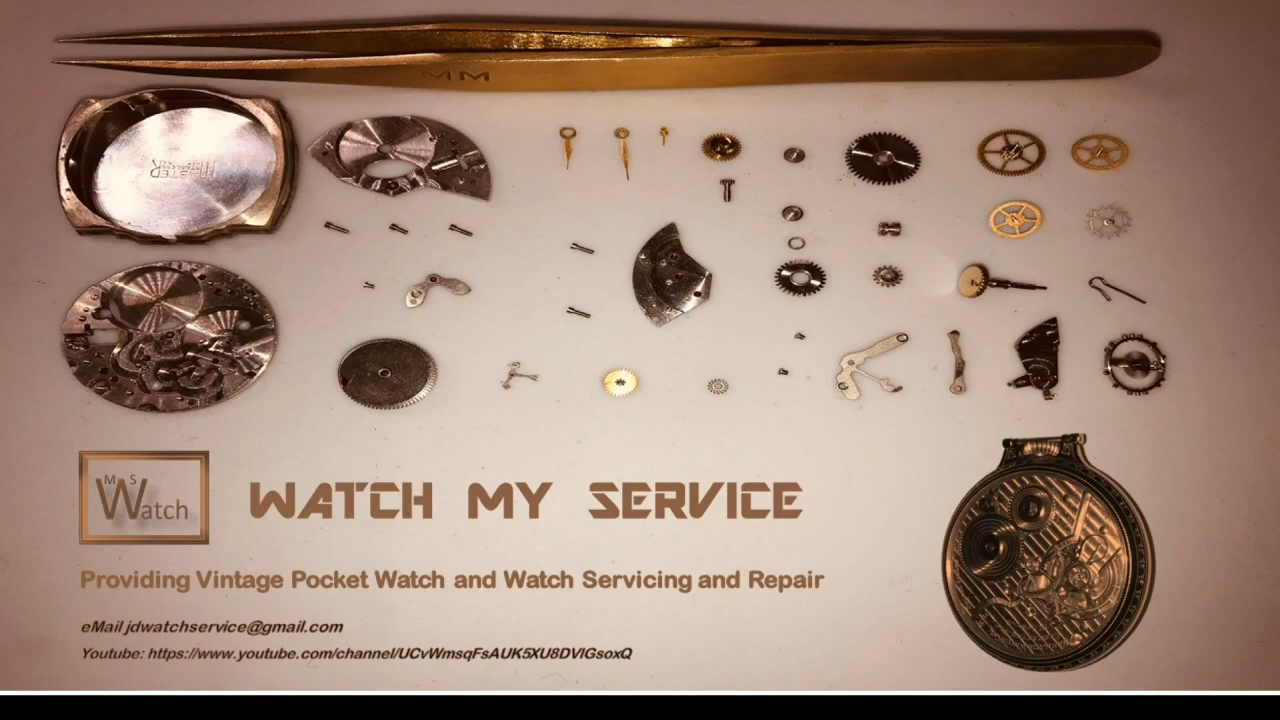 MM
M S
Watch
WATCH MY SERVICE
Providing Vintage Pocket Watch and Watch Servicing and Repair
eMail jdwatchservice@gmail.com
Youtube: https://www.youtube.com/channel/UCvWmsqFsAUK5XU8DVIGsoxQ